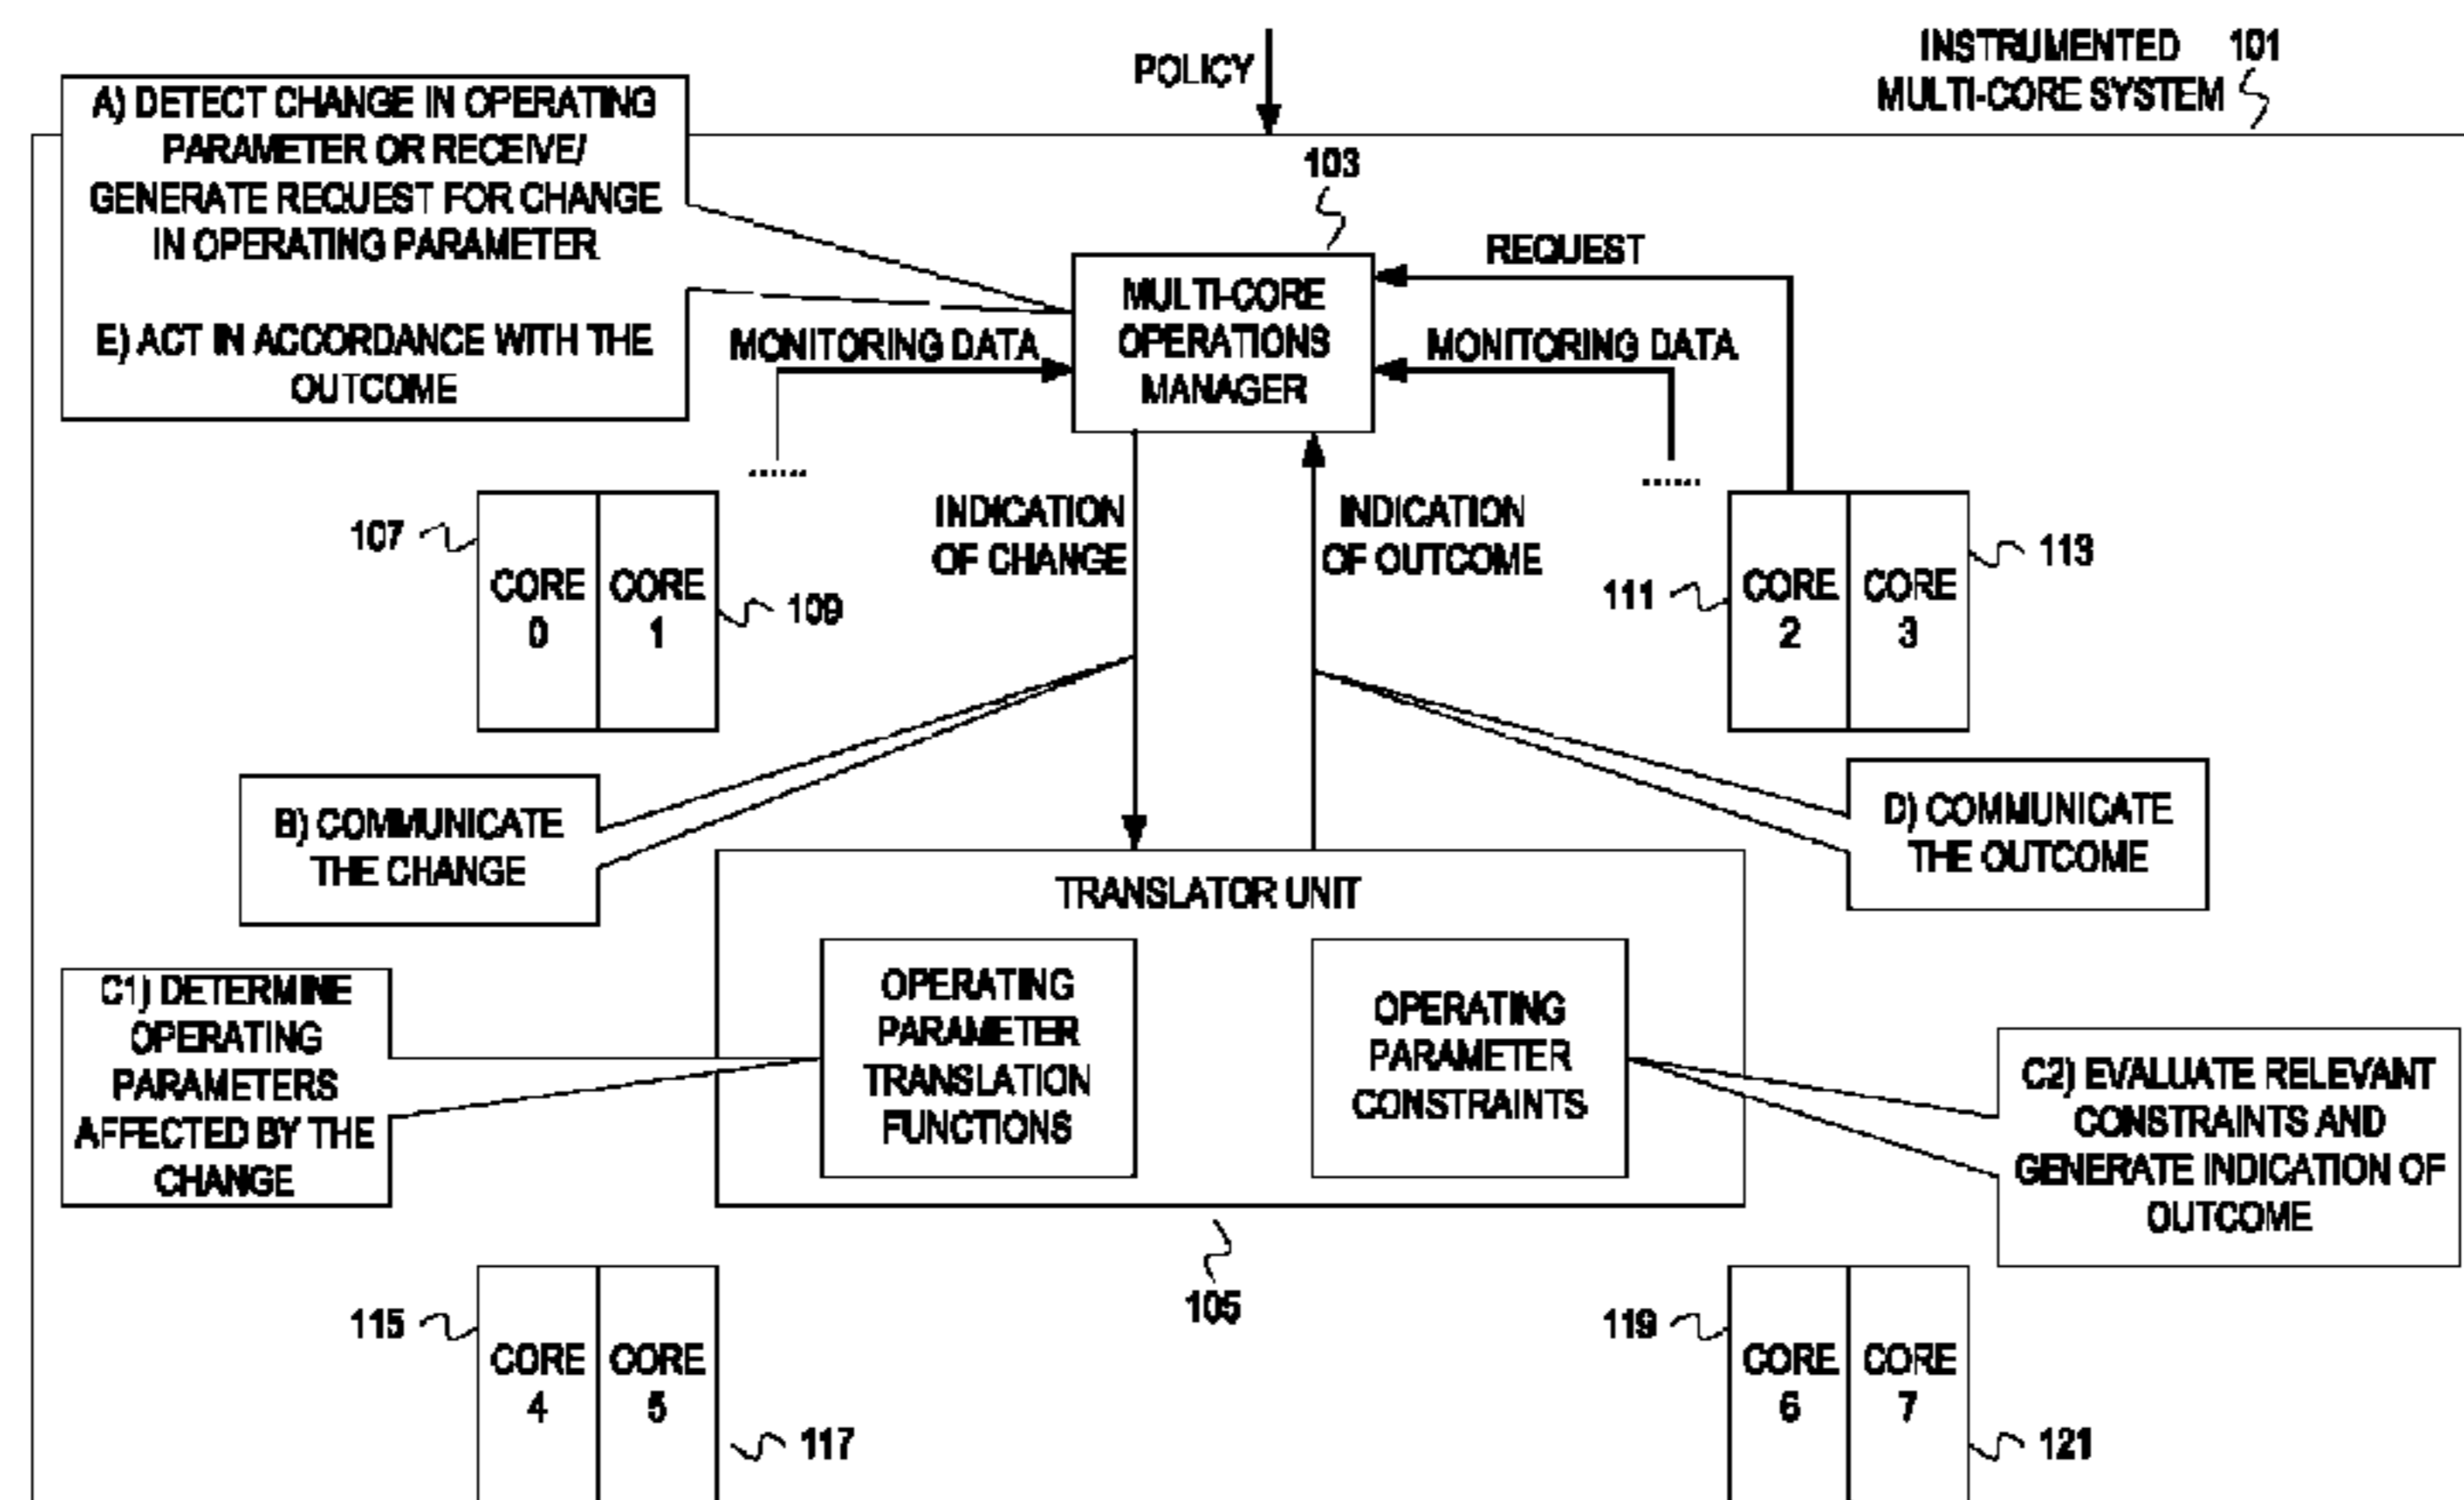 POLICY
INSTRUMENTED 101
MULTI-CORE SYSTEM
A) DETECT CHANGE IN OPERATING
PARAMETER OR RECEIVE/
GENERATE REQUEST FOR CHANGE
IN OPERATING PARAMETER
E) ACT IN ACCORDANCE WITH THE
OUTCOME
103
MULTI-CORE
OPERATIONS
MANAGER
REQUEST
MONITORING DATA
MONITORING DATA
......
......
INDICATION
OF CHANGE
INDICATION
OF OUTCOME
107
CORE
0
CORE
1
109
111
CORE
2
CORE
3
113
B) COMMUNICATE
THE CHANGE
D) COMMUNICATE
THE OUTCOME
TRANSLATOR UNIT
OPERATING
PARAMETER
TRANSLATION
FUNCTIONS
OPERATING
PARAMETER
CONSTRAINTS
C1) DETERMINE
OPERATING
PARAMETERS
AFFECTED BY THE
CHANGE
C2) EVALUATE RELEVANT
CONSTRAINTS AND
GENERATE INDICATION OF
OUTCOME
105
115
CORE
4
CORE
5
117
119
CORE
6
CORE
7
121